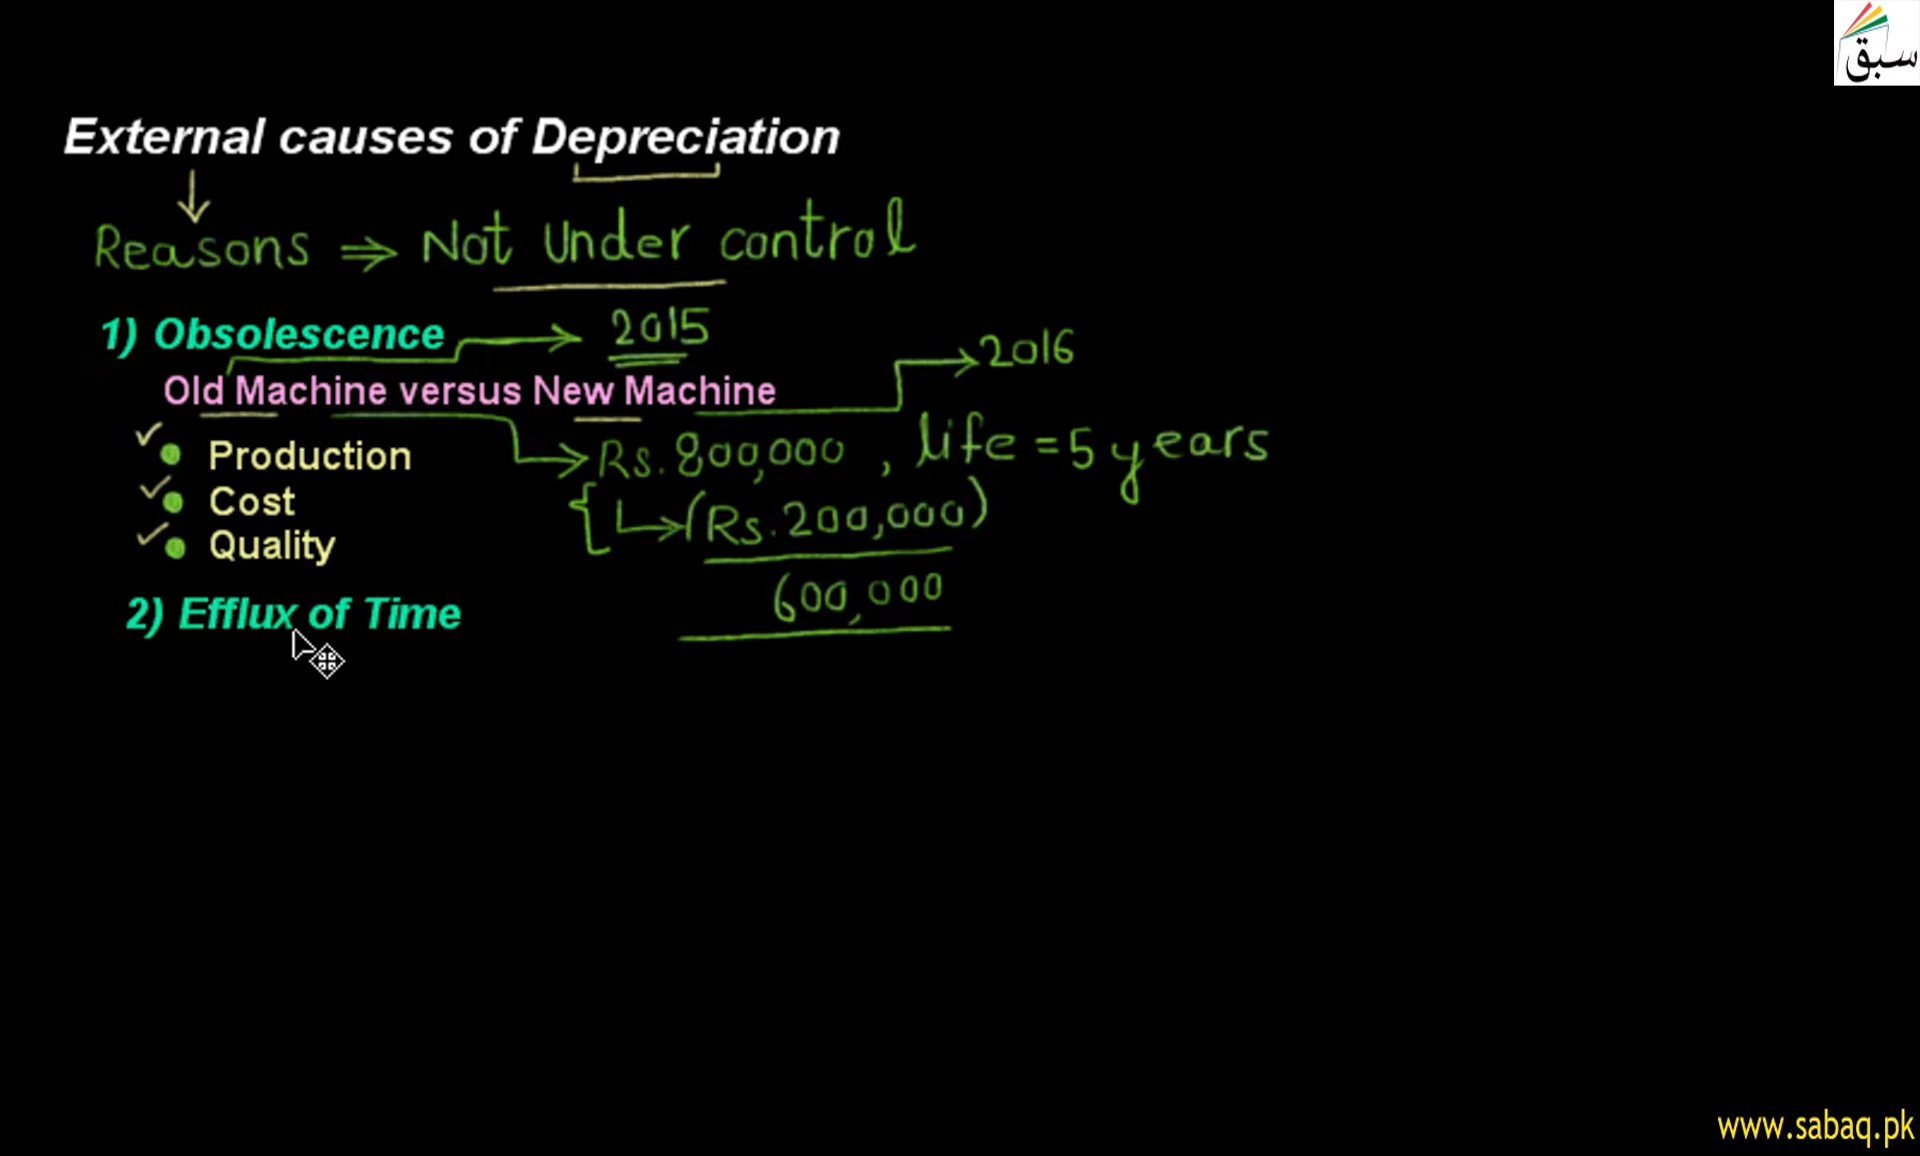 سبق
External causes of Depreciation
Reasons ⇒ Not Under control
1) Obsolescence → 2015
→ 2016
Old Machine versus New Machine
Production
→ Rs. 800,000 , life = 5 years
Cost
{ → (Rs. 200,000)
Quality
600,000
2) Efflux of Time
www.sabaq.pk